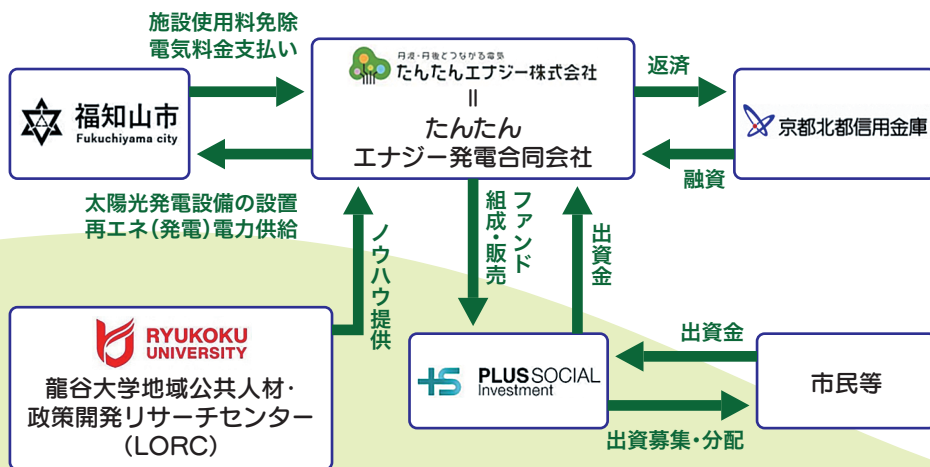 施設使用料免除
電気料金支払い
福知山市
Fukuchiyama city
丹波・丹後とつながる電気
たんたんエナジー株式会社
=
たんたん
エナジー発電合同会社
返済
京都北都信用金庫
融資
太陽光発電設備の設置
再エネ(発電)電力供給
ノウハウ提供
ファンド
組成・販売
出資金
RYUKOKU
UNIVERSITY
龍谷大学地域公共人材・
政策開発リサーチセンター
(LORC)
PLUS SOCIAL
Investment
出資金
市民等
出資募集・分配